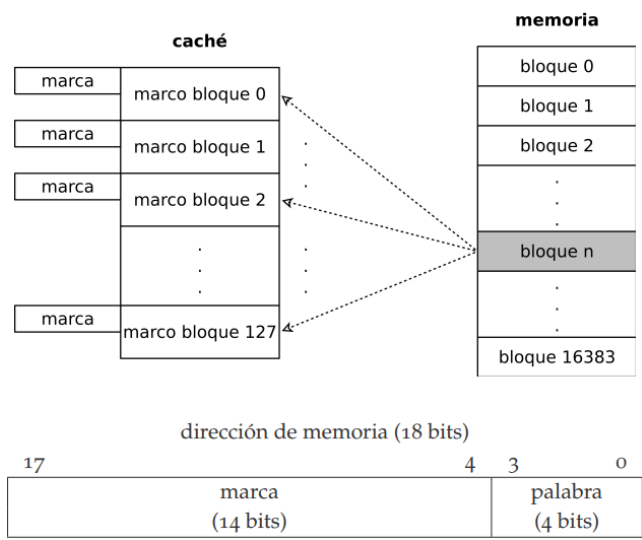 caché
marca
marco bloque 0
marca
marco bloque 1
marca
marco bloque 2
.
.
.
.
.
.
marca
marco bloque 127
.
.
.
.
.
.
memoria
bloque 0
bloque 1
bloque 2
.
.
.
bloque n
.
.
.
bloque 16383
dirección de memoria (18 bits)
17 4 3 0
marca palabra
(14 bits) (4 bits)